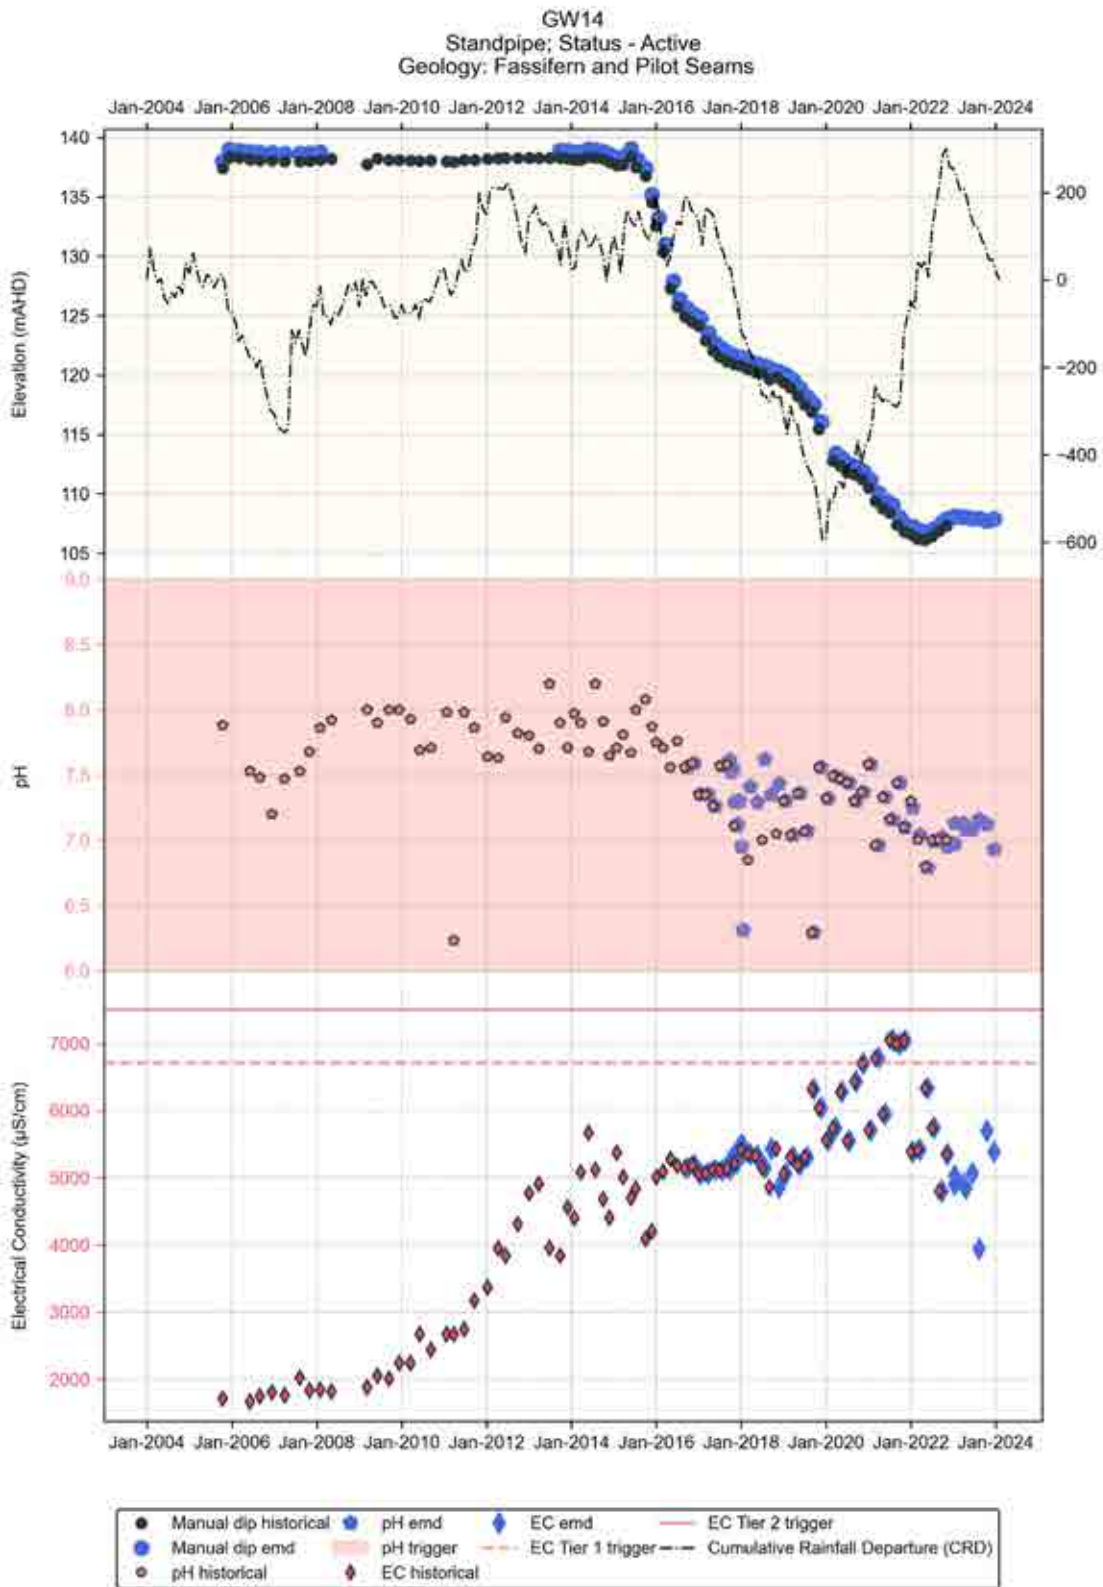 GW14
Standpipe; Status - Active
Geology: Fassifern and Pilot Seams
Jan-2004 Jan-2006 Jan-2008 Jan-2010 Jan-2012 Jan-2014 Jan-2016 Jan-2018 Jan-2020 Jan-2022 Jan-2024
Elevation (mAHD)
140
135
130
125
120
115
110
105
200
0
−200
−400
−600
pH
9.0
8.5
8.0
7.5
7.0
6.5
6.0
Electrical Conductivity (µS/cm)
7000
6000
5000
4000
3000
2000
Jan-2004 Jan-2006 Jan-2008 Jan-2010 Jan-2012 Jan-2014 Jan-2016 Jan-2018 Jan-2020 Jan-2022 Jan-2024
Manual dip historical pH emd EC emd EC Tier 2 trigger
Manual dip emd pH trigger EC Tier 1 trigger Cumulative Rainfall Departure (CRD)
pH historical EC historical